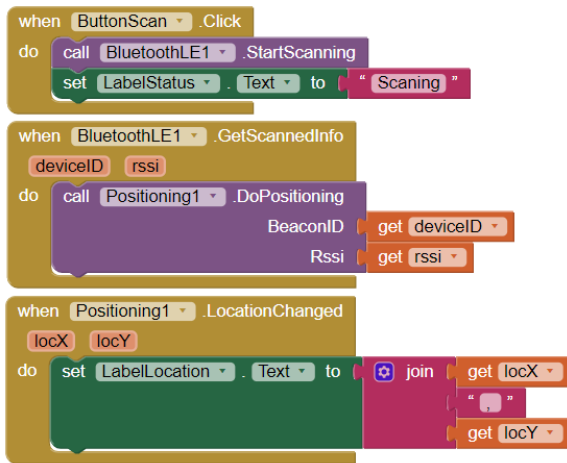 when ButtonScan .Click
do call BluetoothLE1 .StartScanning
set LabelStatus . Text to " Scaning "
when BluetoothLE1 .GetScannedInfo
deviceID rssi
do call Positioning1 .DoPositioning
BeaconID get deviceID
Rssi get rssi
when Positioning1 .LocationChanged
locX locY
do set LabelLocation . Text to join get locX
" , "
get locY